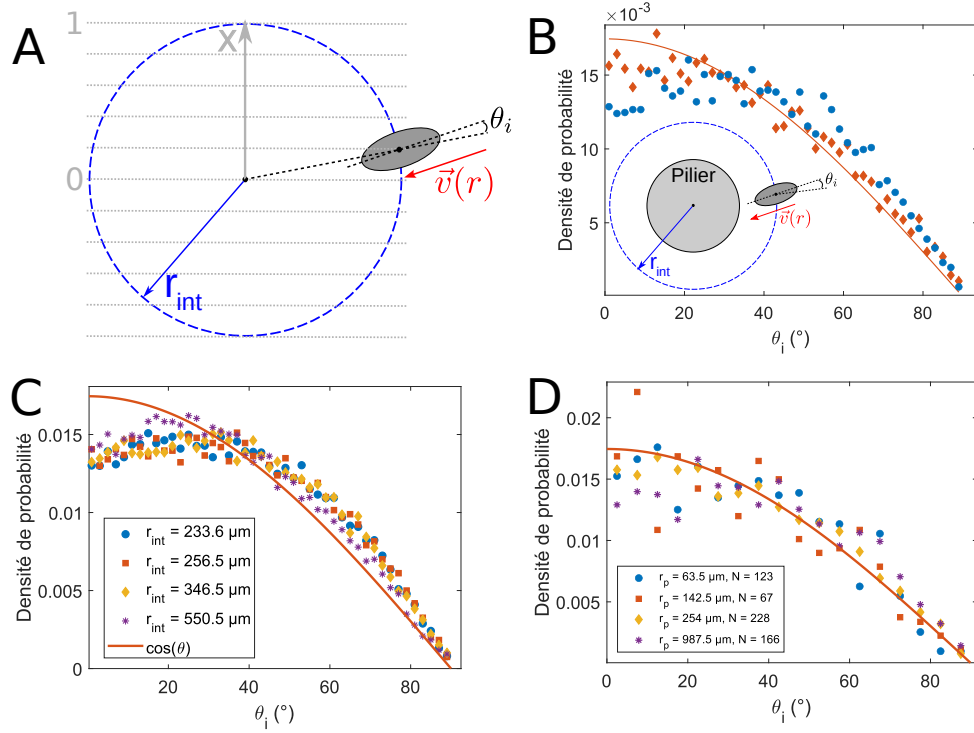 A
1
x
0
θi
v⃗(r)
rint
B
×10⁻³
15
10
5
Densité de probabilité
Pilier
θi
v⃗(r)
rint
0
20
40
60
80
θi (°)
C
0.015
0.01
0.005
0
Densité de probabilité
rint = 233.6 µm
rint = 256.5 µm
rint = 346.5 µm
rint = 550.5 µm
cos(θ)
20
40
60
80
θi (°)
D
0.02
0.015
0.01
0.005
Densité de probabilité
rp = 63.5 µm, N = 123
rp = 142.5 µm, N = 67
rp = 254 µm, N = 228
rp = 987.5 µm, N = 166
0
20
40
60
80
θi (°)